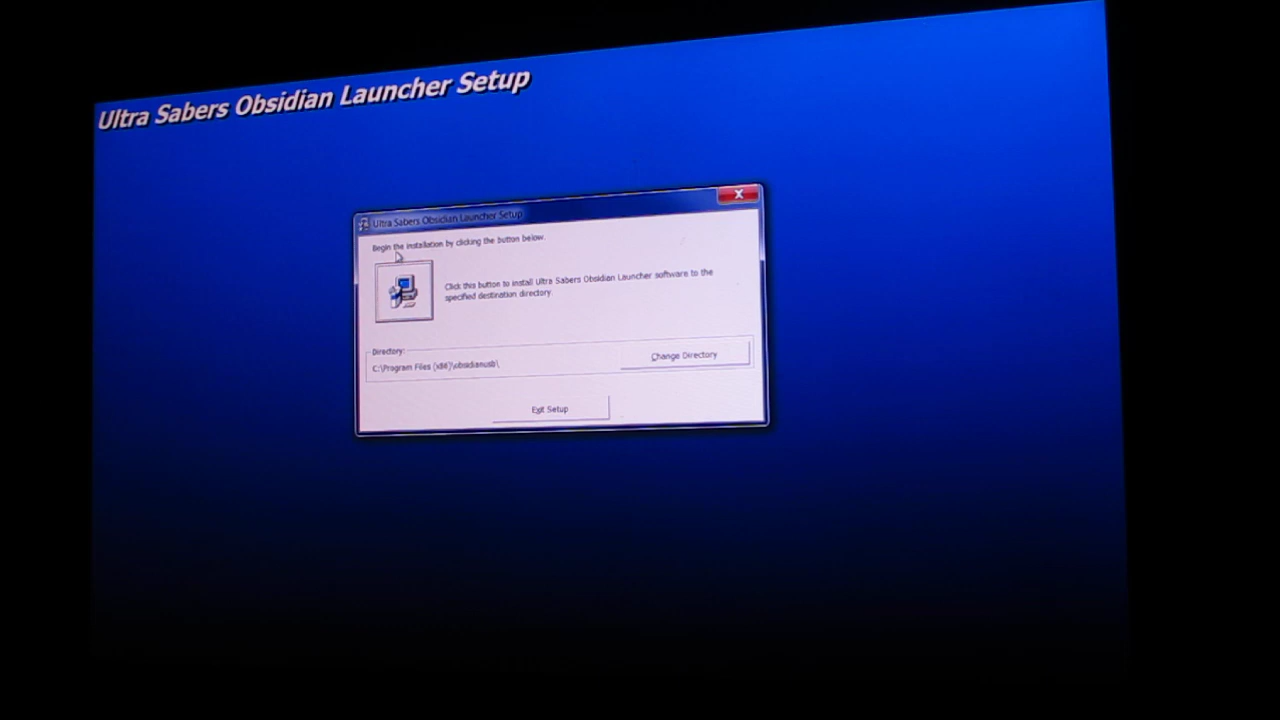 Ultra Sabers Obsidian Launcher Setup
Ultra Sabers Obsidian Launcher Setup
Begin the installation by clicking the button below.
Click this button to install Ultra Sabers Obsidian Launcher software to the
specified destination directory.
Directory:
C:\Program Files (x86)\obsidianusb\
Change Directory
Exit Setup